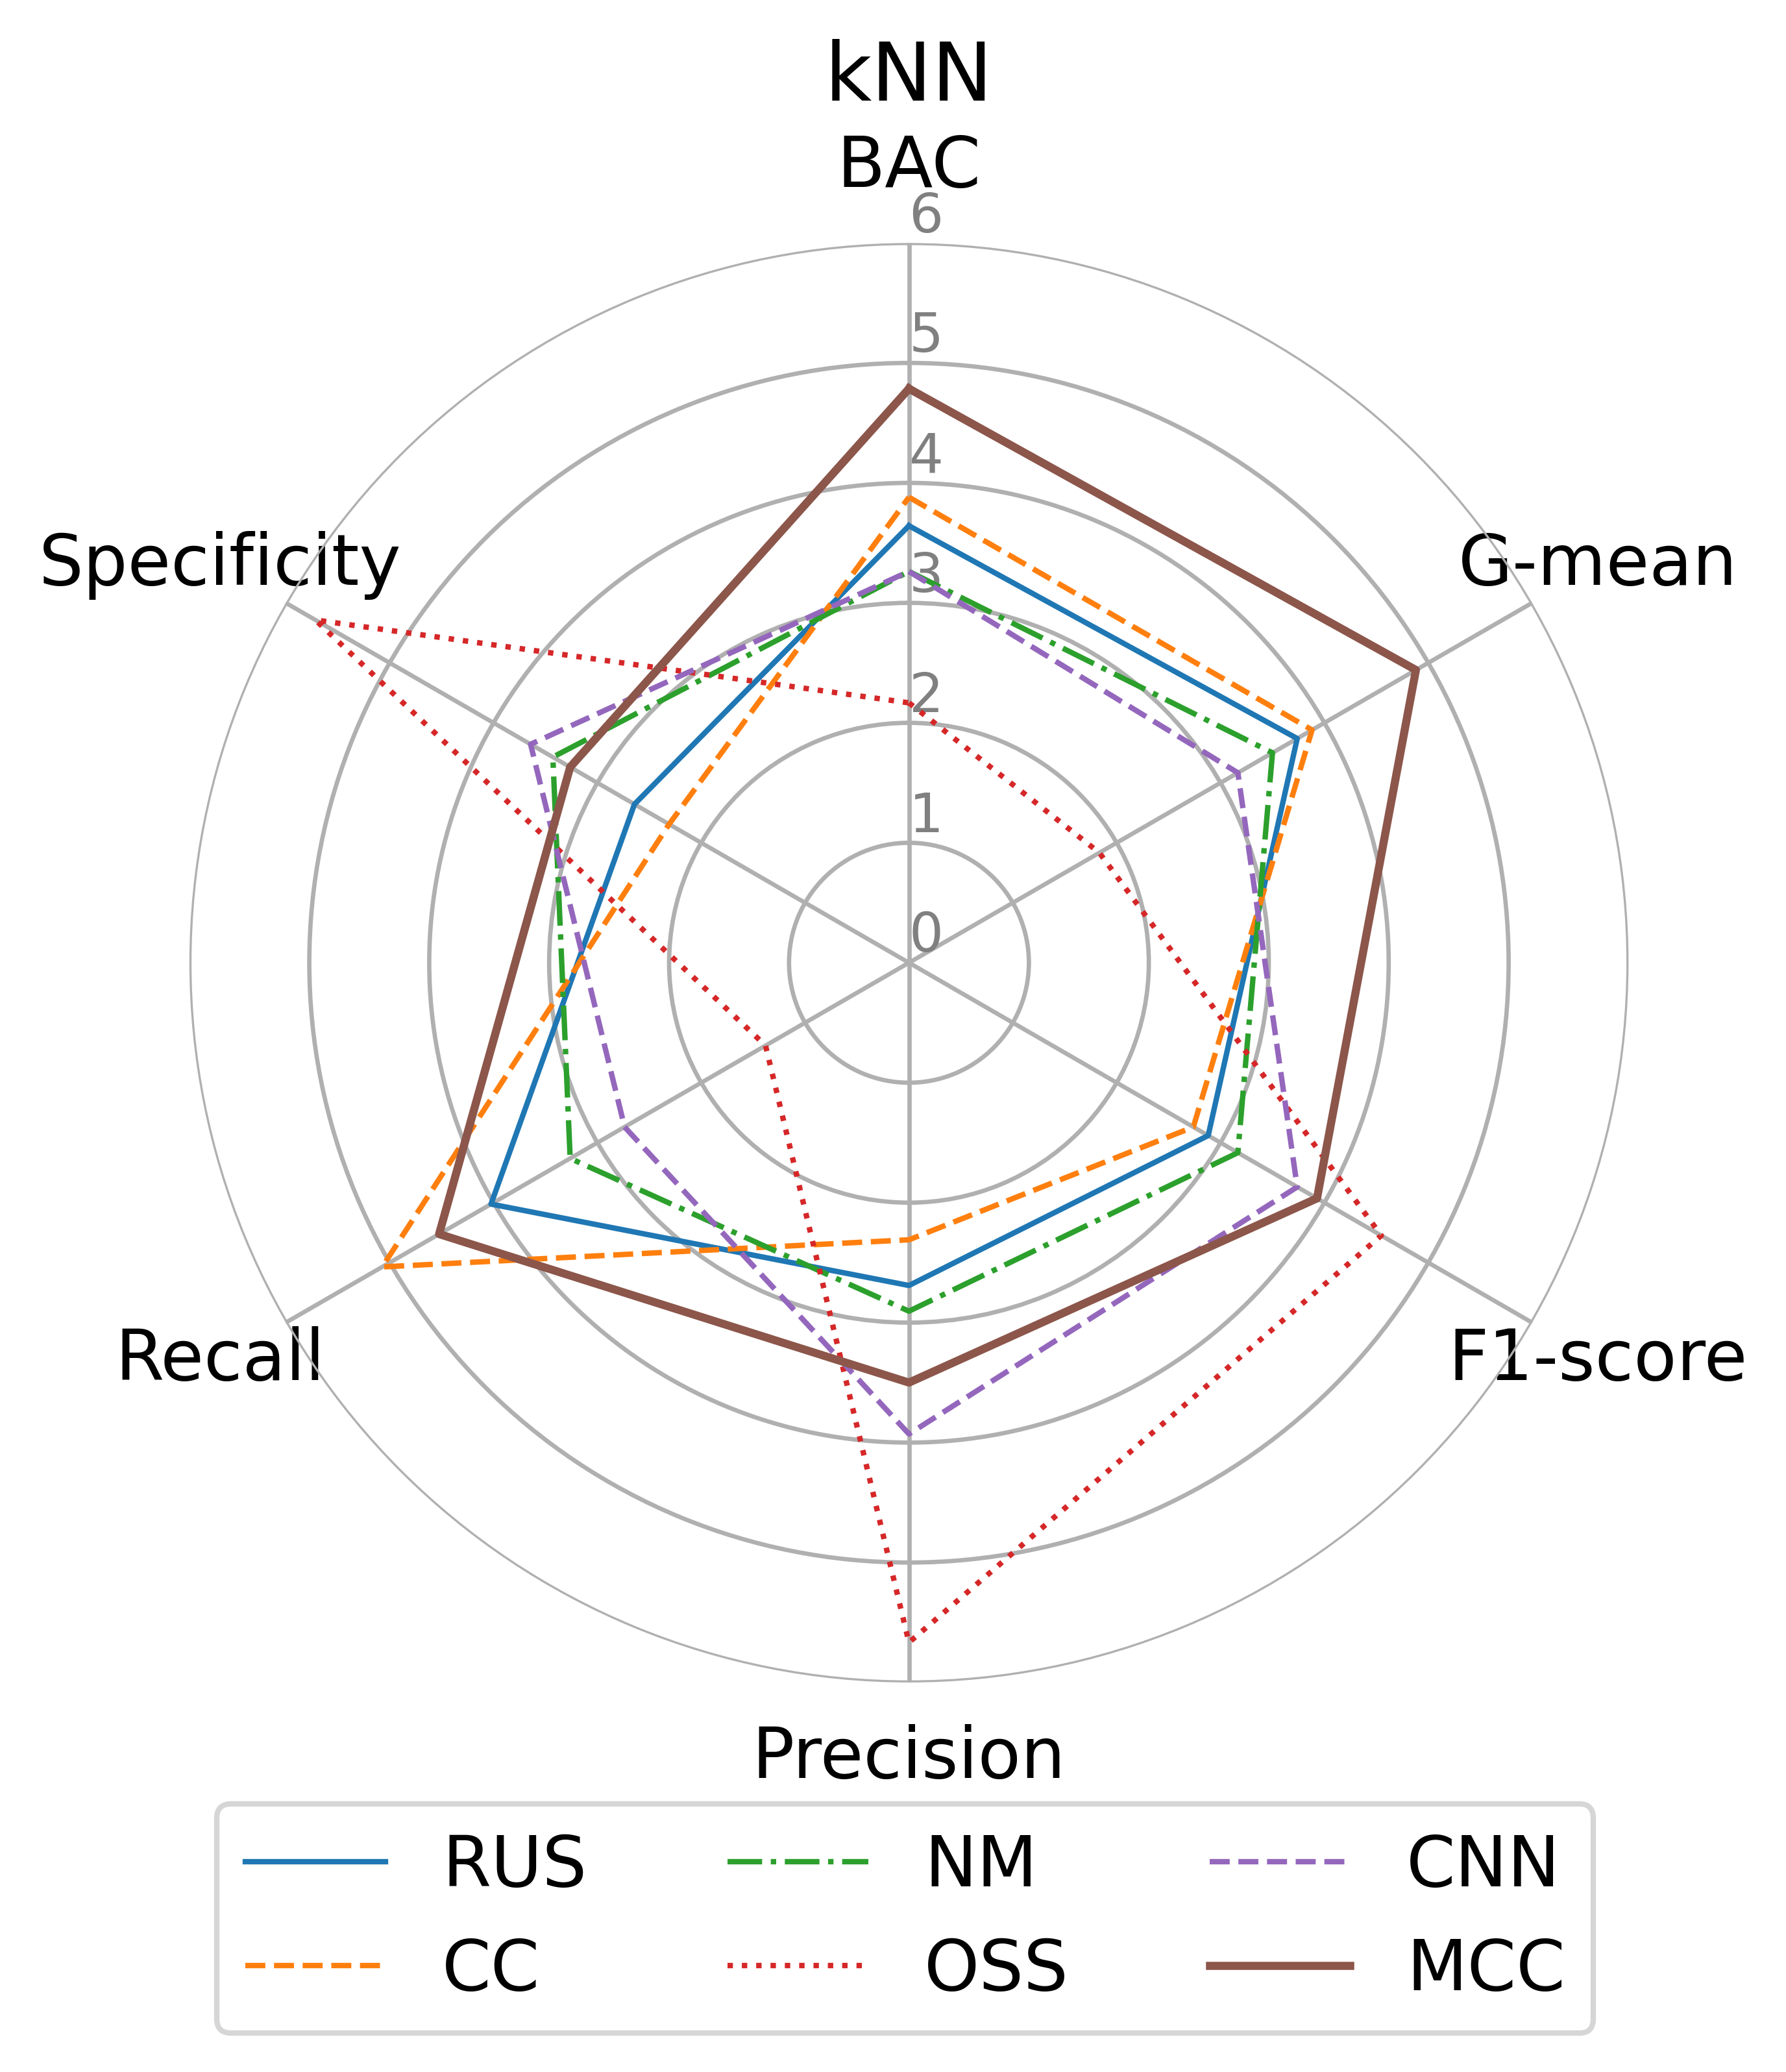 kNN
BAC
6
5
4
3
2
1
0
Specificity
G-mean
Recall
F1-score
Precision
RUS NM CNN
CC OSS MCC